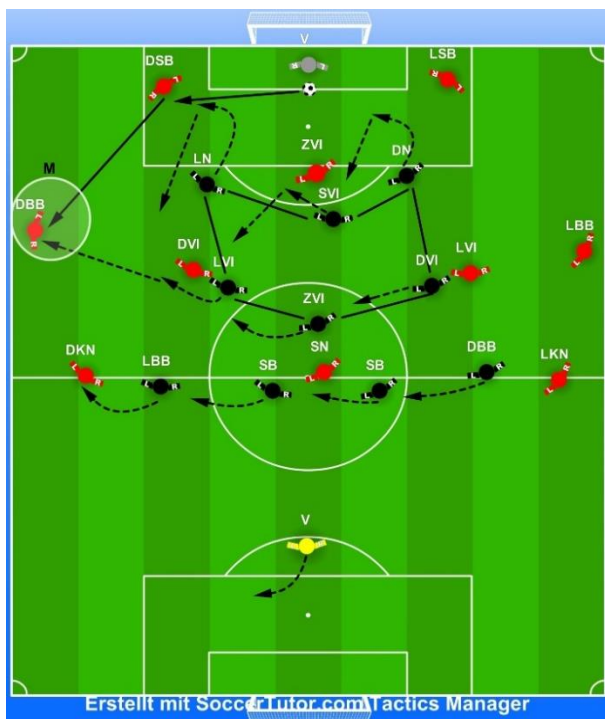 V
DSB
LSB
M
LN
ZVI
DN
SVI
DBB
LBB
DVI
LVI
DVI
LVI
ZVI
DKN
LBB
SB
SN
SB
DBB
LKN
V
Erstellt mit SoccerTutor.com Tactics Manager